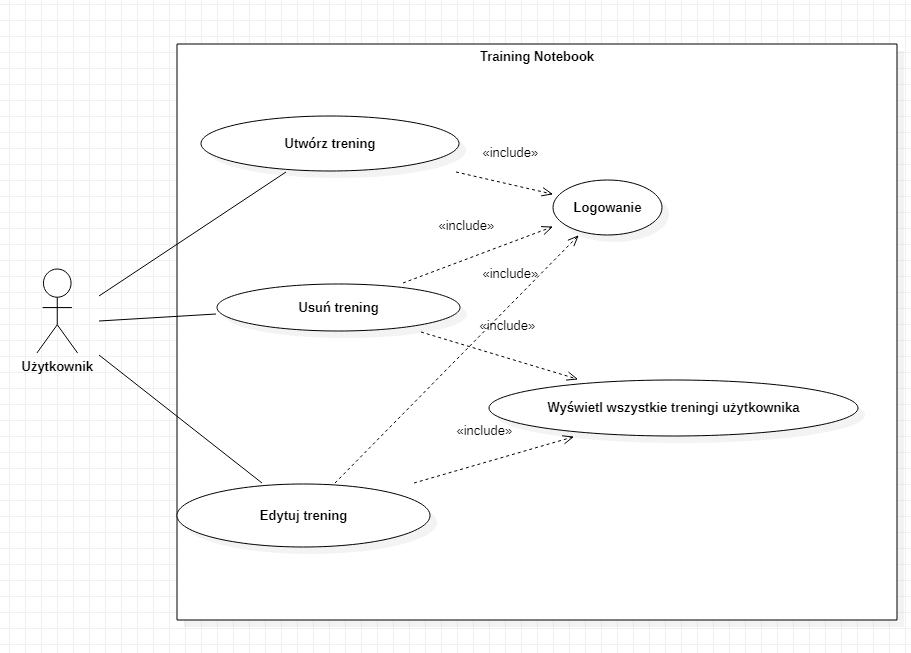 Training Notebook
Utwórz trening
«include»
Logowanie
«include»
«include»
Usuń trening
«include»
Użytkownik
Wyświetl wszystkie treningi użytkownika
«include»
Edytuj trening